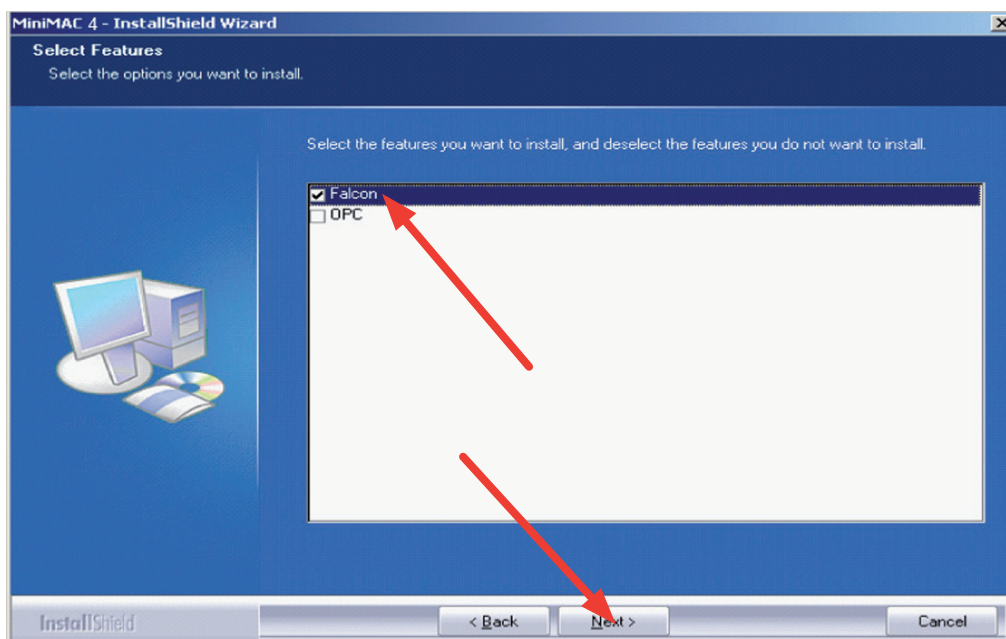 MiniMAC 4 - InstallShield Wizard
Select Features
Select the options you want to install.
Select the features you want to install, and deselect the features you do not want to install.
Falcon
OPC
InstallShield
< Back
Next >
Cancel